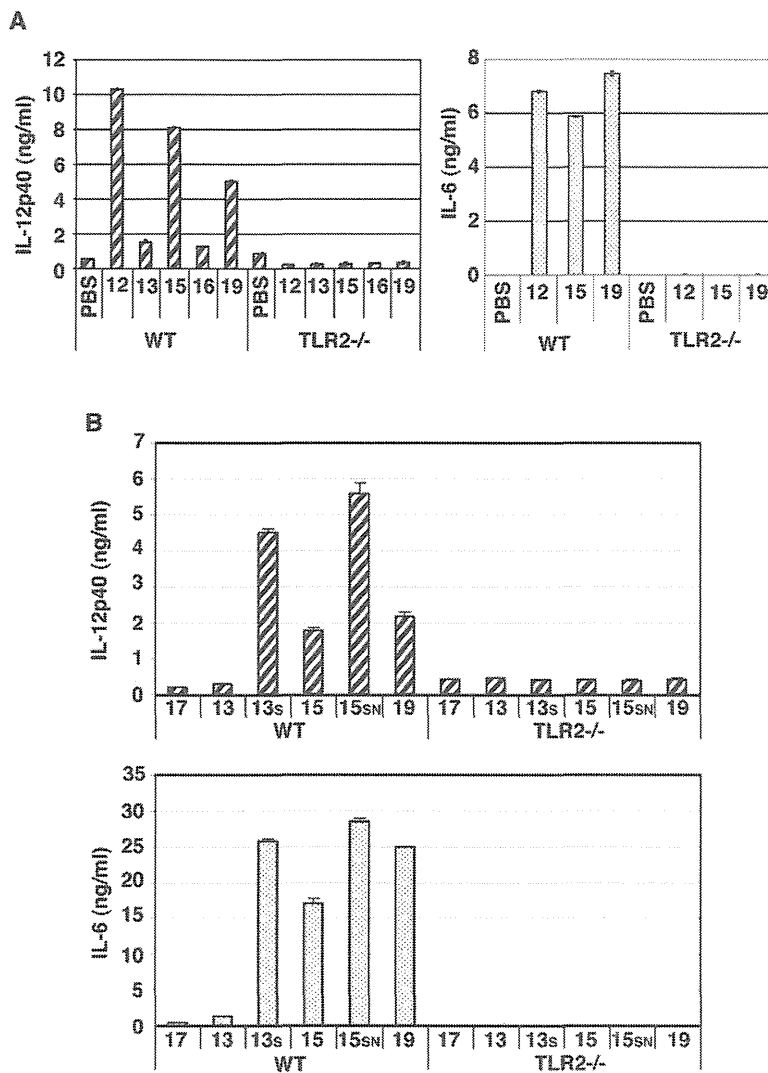 A
IL-12p40 (ng/ml)
12
10
8
6
4
2
0
PBS 12 13 15 16 19 PBS 12 13 15 16 19
WT TLR2-/-
IL-6 (ng/ml)
8
6
4
2
0
PBS 12 15 19 PBS 12 15 19
WT TLR2-/-
B
IL-12p40 (ng/ml)
7
6
5
4
3
2
1
0
17 13 13s 15 15SN 19 17 13 13s 15 15SN 19
WT TLR2-/-
IL-6 (ng/ml)
35
30
25
20
15
10
5
0
17 13 13s 15 15SN 19 17 13 13s 15 15SN 19
WT TLR2-/-